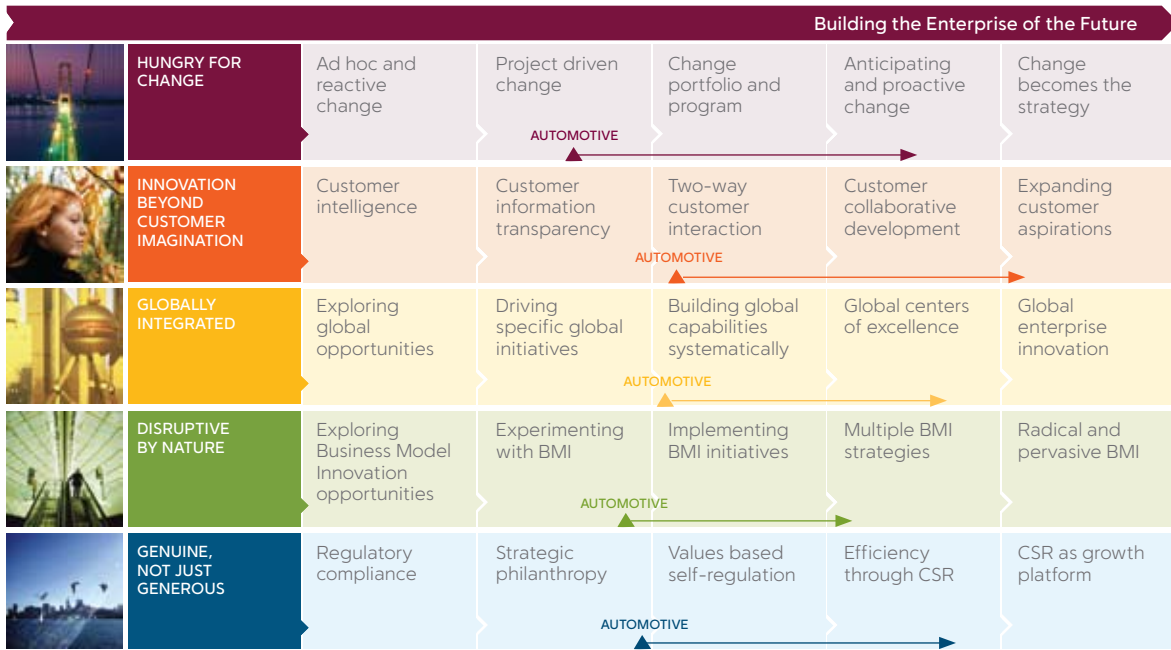 Building the Enterprise of the Future
HUNGRY FOR
CHANGE
Ad hoc and
reactive
change
Project driven
change
Change
portfolio and
program
Anticipating
and proactive
change
Change
becomes the
strategy
AUTOMOTIVE
INNOVATION
BEYOND
CUSTOMER
IMAGINATION
Customer
intelligence
Customer
information
transparency
Two-way
customer
interaction
Customer
collaborative
development
Expanding
customer
aspirations
AUTOMOTIVE
GLOBALLY
INTEGRATED
Exploring
global
opportunities
Driving
specific global
initiatives
Building global
capabilities
systematically
Global centers
of excellence
Global
enterprise
innovation
AUTOMOTIVE
DISRUPTIVE
BY NATURE
Exploring
Business Model
Innovation
opportunities
Experimenting
with BMI
Implementing
BMI initiatives
Multiple BMI
strategies
Radical and
pervasive BMI
AUTOMOTIVE
GENUINE,
NOT JUST
GENEROUS
Regulatory
compliance
Strategic
philanthropy
Values based
self-regulation
Efficiency
through CSR
CSR as growth
platform
AUTOMOTIVE